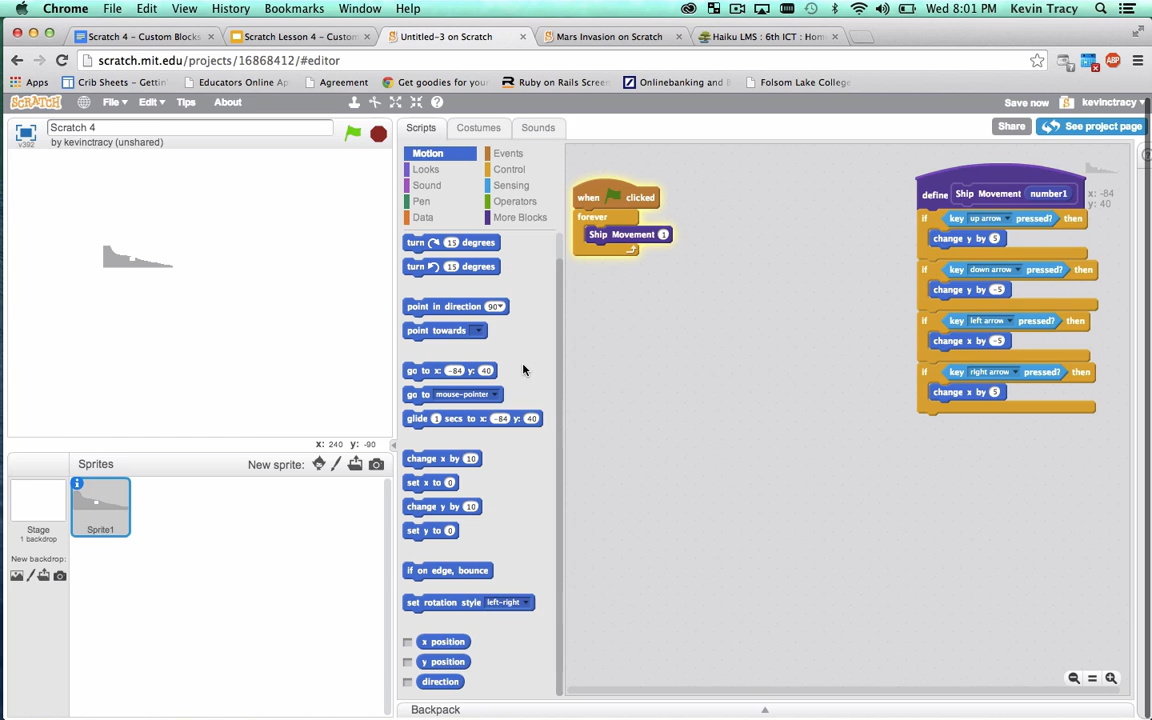 Chrome File Edit View History Bookmarks Window Help Wed 8:01 PM Kevin Tracy
Scratch 4 – Custom Blocks
Scratch Lesson 4 – Custom
Untitled-3 on Scratch
Mars Invasion on Scratch
Haiku LMS : 6th ICT : Hom
scratch.mit.edu/projects/16868412/#editor
Apps
Crib Sheets – Gettin
Educators Online Ap
Agreement
Get goodies for your
Ruby on Rails Screen
Onlinebanking and B
Folsom Lake College
SCRATCH File Edit Tips About Save now kevinctracy
Scratch 4
by kevinctracy (unshared)
v392
Scripts Costumes Sounds
Share See project page
Motion Events
Looks Control
Sound Sensing
Pen Operators
Data More Blocks
turn 15 degrees
turn 15 degrees
point in direction 90
point towards
go to x: -84 y: 40
go to mouse-pointer
glide 1 secs to x: -84 y: 40
change x by 10
set x to 0
change y by 10
set y to 0
if on edge, bounce
set rotation style left-right
x position
y position
direction
when clicked
forever
Ship Movement 1
define Ship Movement number1
if key up arrow pressed? then
change y by 5
if key down arrow pressed? then
change y by -5
if key left arrow pressed? then
change x by -5
if key right arrow pressed? then
change x by 5
x: -84
y: 40
x: 240 y: -90
Sprites New sprite:
Stage
1 backdrop
New backdrop:
Sprite1
Backpack